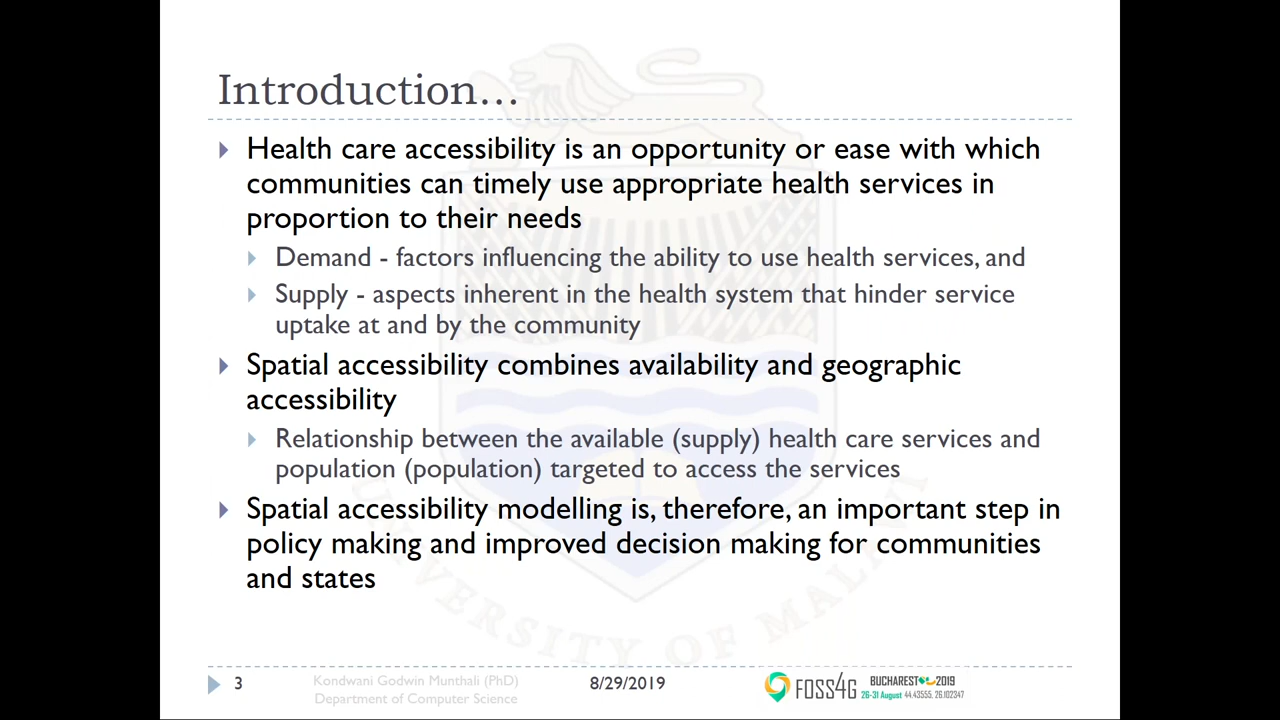 Introduction...
Health care accessibility is an opportunity or ease with which
communities can timely use appropriate health services in
proportion to their needs
Demand - factors influencing the ability to use health services, and
Supply - aspects inherent in the health system that hinder service
uptake at and by the community
Spatial accessibility combines availability and geographic
accessibility
Relationship between the available (supply) health care services and
population (population) targeted to access the services
Spatial accessibility modelling is, therefore, an important step in
policy making and improved decision making for communities
and states
UNIVERSITY OF MALAWI
3
Kondwani Godwin Munthali (PhD)
Department of Computer Science
8/29/2019
FOSS4G
BUCHAREST 2019
26-31 August 44.43555, 26.102347